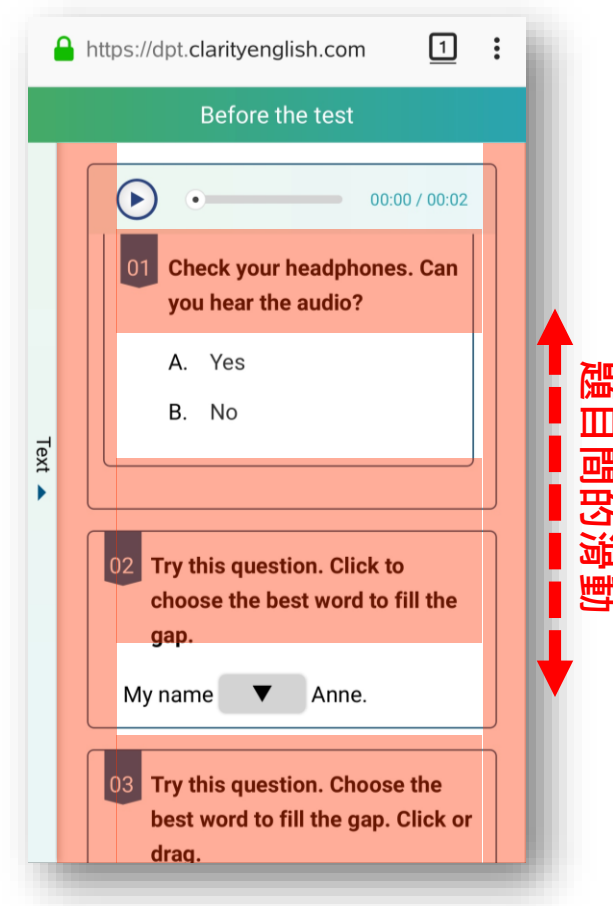 https://dpt.clarityenglish.com
1
Before the test
00:00 / 00:02
01
Check your headphones. Can
you hear the audio?
A. Yes
B. No
Text
02
Try this question. Click to
choose the best word to fill the
gap.
My name ▼ Anne.
03
Try this question. Choose the
best word to fill the gap. Click or
drag.
題目間的滑動